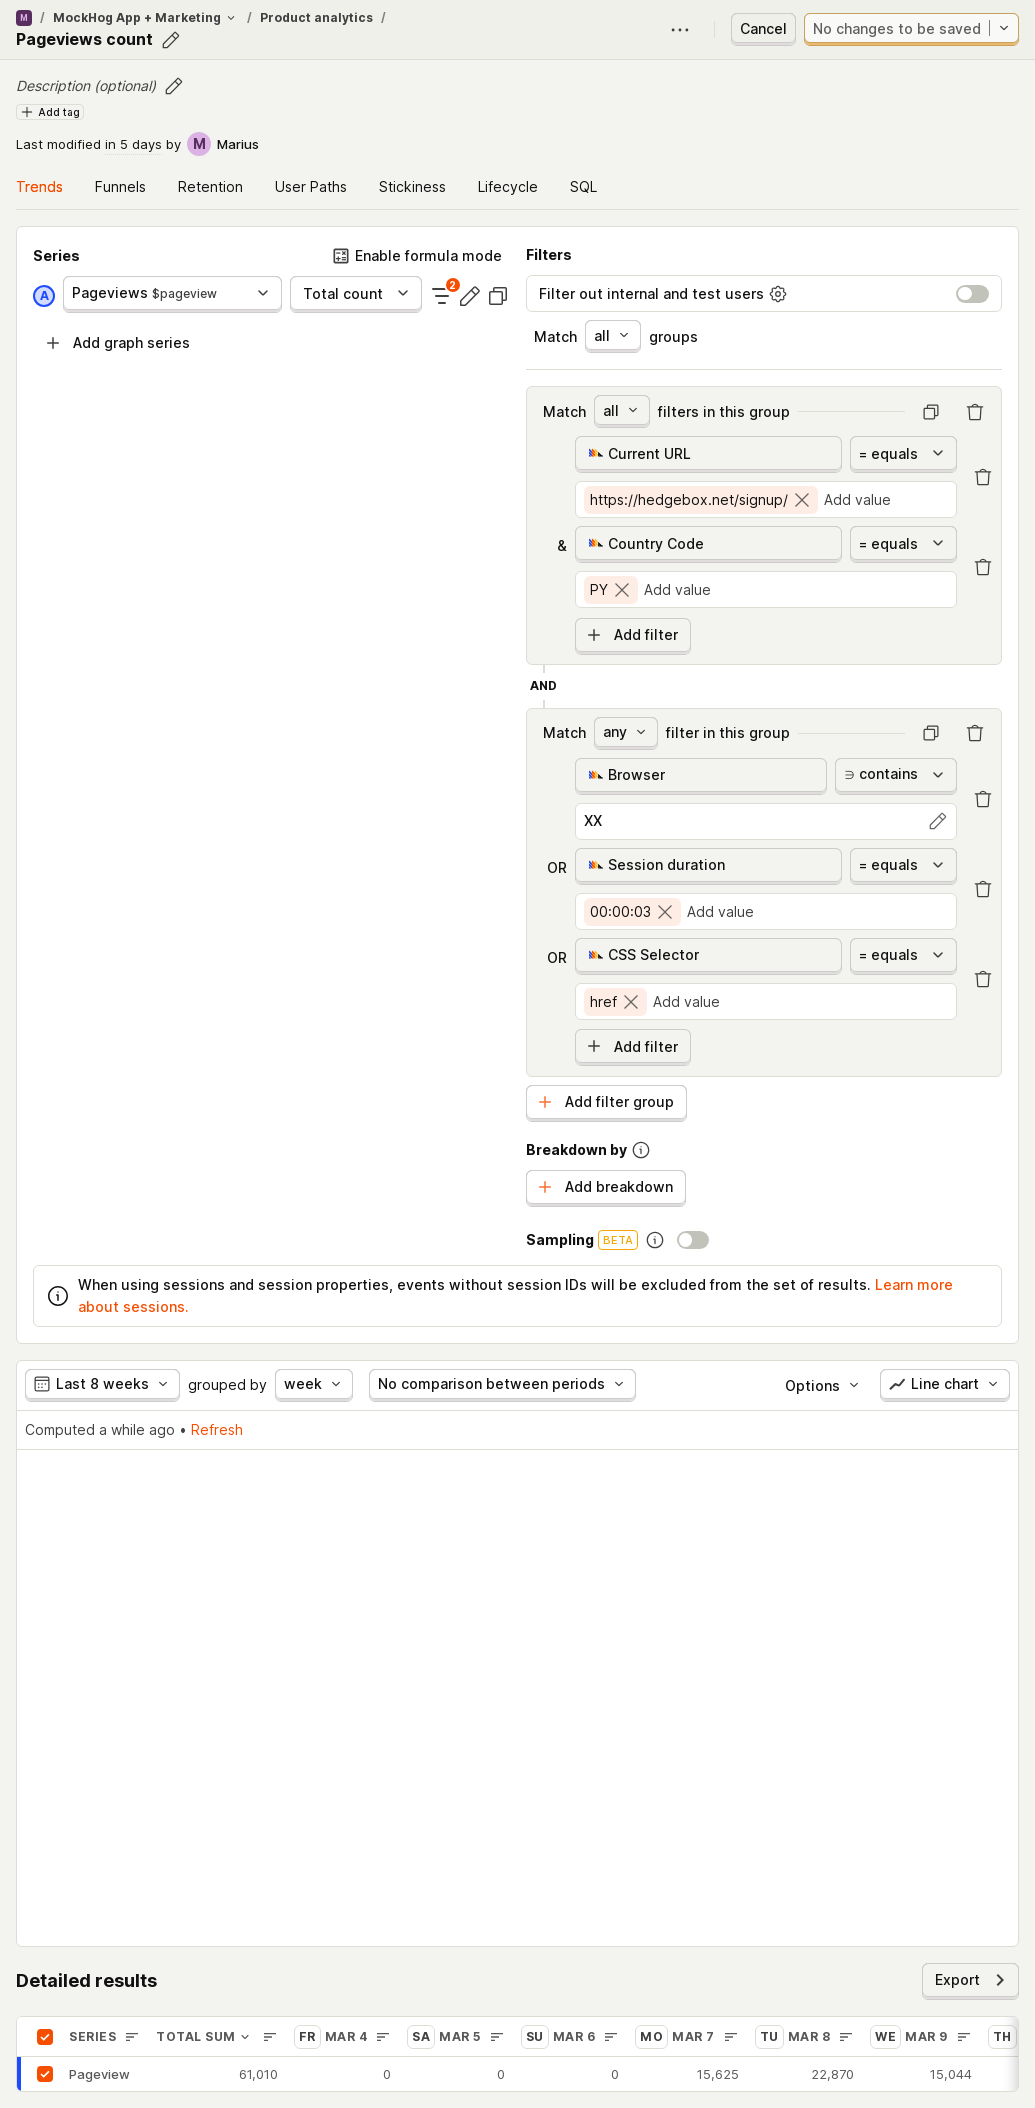 M / MockHog App + Marketing / Product analytics /
Pageviews count
Cancel
No changes to be saved
Description (optional)
Add tag
Last modified in 5 days by M Marius
Trends Funnels Retention User Paths Stickiness Lifecycle SQL
Series
Enable formula mode
A Pageviews $pageview
Total count
2
Add graph series
Filters
Filter out internal and test users
Match all groups
Match all filters in this group
Current URL
= equals
https://hedgebox.net/signup/ Add value
& Country Code
= equals
PY Add value
Add filter
AND
Match any filter in this group
Browser
∋ contains
XX
OR Session duration
= equals
00:00:03 Add value
OR CSS Selector
= equals
href Add value
Add filter
Add filter group
Breakdown by
Add breakdown
Sampling BETA
When using sessions and session properties, events without session IDs will be excluded from the set of results. Learn more
about sessions.
Last 8 weeks grouped by week No comparison between periods Options Line chart
Computed a while ago • Refresh
Detailed results
Export
SERIES TOTAL SUM FR MAR 4 SA MAR 5 SU MAR 6 MO MAR 7 TU MAR 8 WE MAR 9 TH
Pageview 61,010 0 0 0 15,625 22,870 15,044